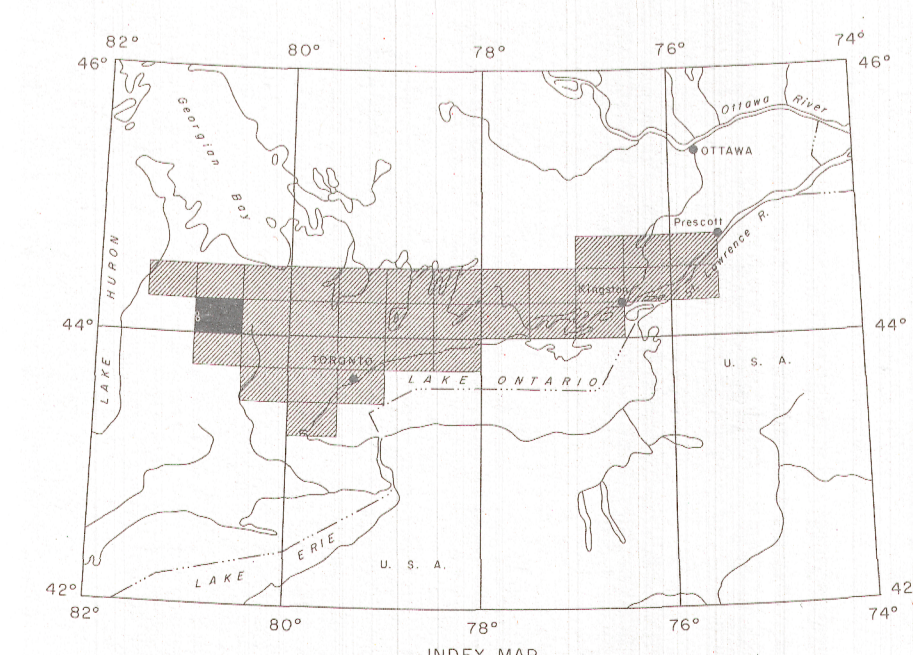 82° 80° 78° 76° 74°
46° 46°
Georgian
Bay
Ottawa River
OTTAWA
Prescott
St. Lawrence R.
LAKE HURON
Kingston
44° 44°
TORONTO
LAKE ONTARIO
U. S. A.
LAKE ERIE
U. S. A.
42° 42
82° 80° 78° 76° 74°
INDEX MAP